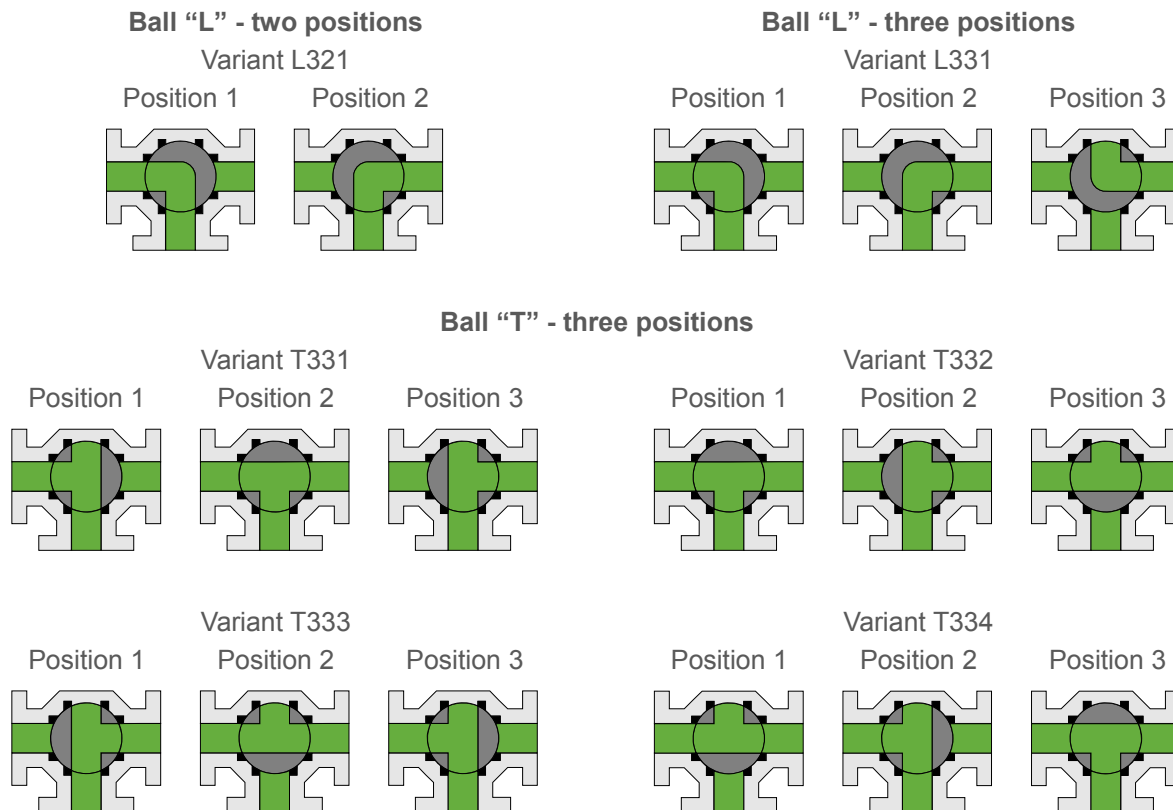 Ball “L” - two positions
Variant L321
Position 1 Position 2
Ball “L” - three positions
Variant L331
Position 1 Position 2 Position 3
Ball “T” - three positions
Variant T331
Position 1 Position 2 Position 3
Variant T332
Position 1 Position 2 Position 3
Variant T333
Position 1 Position 2 Position 3
Variant T334
Position 1 Position 2 Position 3